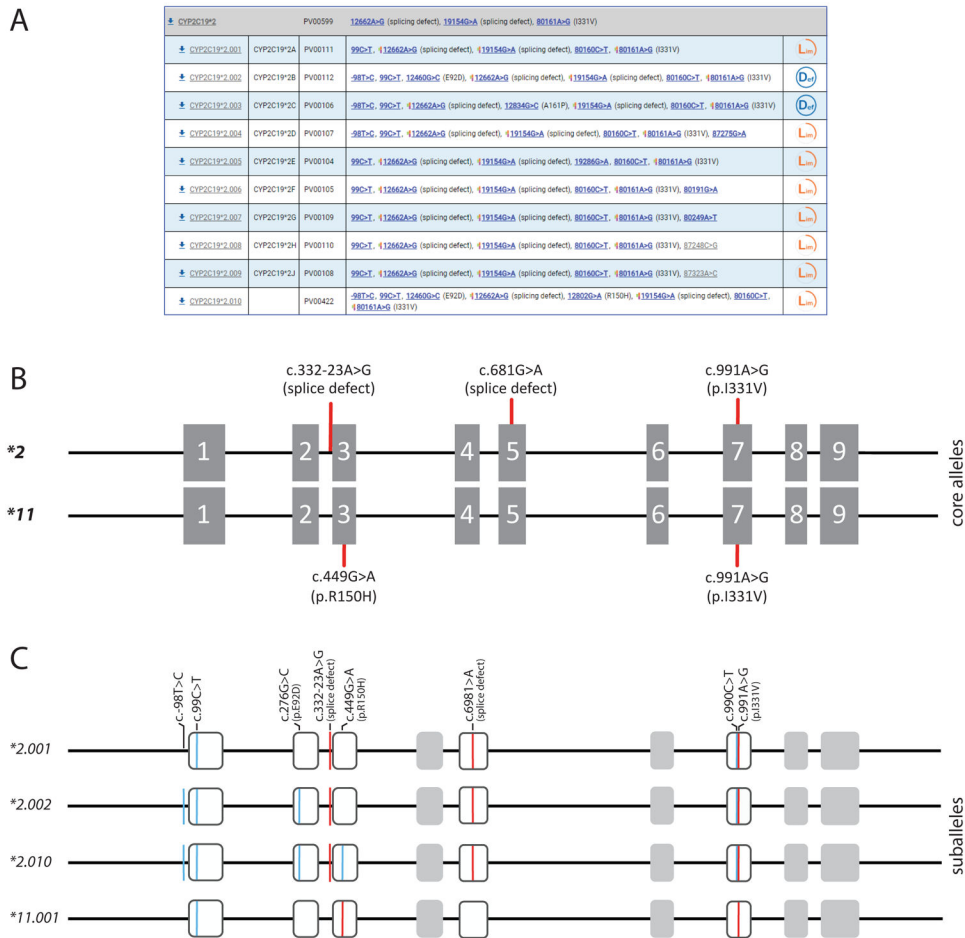 A
CYP2C19*2 PV00599 12662A>G (splicing defect), 19154G>A (splicing defect), 80161A>G (I331V)
CYP2C19*2.001 CYP2C19*2A PV00111 99C>T, 12662A>G (splicing defect), 19154G>A (splicing defect), 80160C>T, 80161A>G (I331V) Lim
CYP2C19*2.002 CYP2C19*2B PV00112 -98T>C, 99C>T, 12460G>C (E92D), 12662A>G (splicing defect), 19154G>A (splicing defect), 80160C>T, 80161A>G (I331V) Def
CYP2C19*2.003 CYP2C19*2C PV00106 -98T>C, 99C>T, 12662A>G (splicing defect), 12834G>C (A161P), 19154G>A (splicing defect), 80160C>T, 80161A>G (I331V) Def
CYP2C19*2.004 CYP2C19*2D PV00107 -98T>C, 99C>T, 12662A>G (splicing defect), 19154G>A (splicing defect), 80160C>T, 80161A>G (I331V), 87275G>A Lim
CYP2C19*2.005 CYP2C19*2E PV00104 99C>T, 12662A>G (splicing defect), 19154G>A (splicing defect), 19286G>A, 80160C>T, 80161A>G (I331V) Lim
CYP2C19*2.006 CYP2C19*2F PV00105 99C>T, 12662A>G (splicing defect), 19154G>A (splicing defect), 80160C>T, 80161A>G (I331V), 80191G>A Lim
CYP2C19*2.007 CYP2C19*2G PV00109 99C>T, 12662A>G (splicing defect), 19154G>A (splicing defect), 80160C>T, 80161A>G (I331V), 80249A>T Lim
CYP2C19*2.008 CYP2C19*2H PV00110 99C>T, 12662A>G (splicing defect), 19154G>A (splicing defect), 80160C>T, 80161A>G (I331V), 87248C>G Lim
CYP2C19*2.009 CYP2C19*2J PV00108 99C>T, 12662A>G (splicing defect), 19154G>A (splicing defect), 80160C>T, 80161A>G (I331V), 87323A>C Lim
CYP2C19*2.010 PV00422 -98T>C, 99C>T, 12460G>C (E92D), 12662A>G (splicing defect), 12802G>A (R150H), 19154G>A (splicing defect), 80160C>T,
80161A>G (I331V) Lim
B
c.332-23A>G c.681G>A c.991A>G
(splice defect) (splice defect) (p.I331V)
*2 1 2 3 4 5 6 7 8 9
*11 1 2 3 4 5 6 7 8 9
c.449G>A c.991A>G
(p.R150H) (p.I331V)
core alleles
C
c.-98T>C
c.99C>T
c.276G>C
(p.E92D)
c.332-23A>G
(splice defect)
c.449G>A
(p.R150H)
c.6981>A
(splice defect)
c.990C>T
c.991A>G
(p.I331V)
*2.001
*2.002
*2.010
*11.001
suballeles